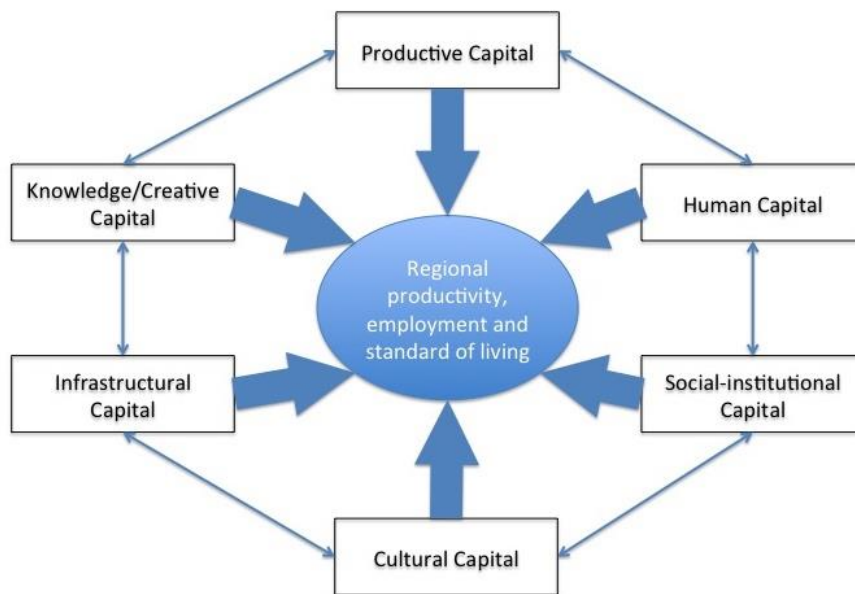 Productive Capital
Knowledge/Creative
Capital
Human Capital
Regional
productivity,
employment and
standard of living
Infrastructural
Capital
Social-institutional
Capital
Cultural Capital